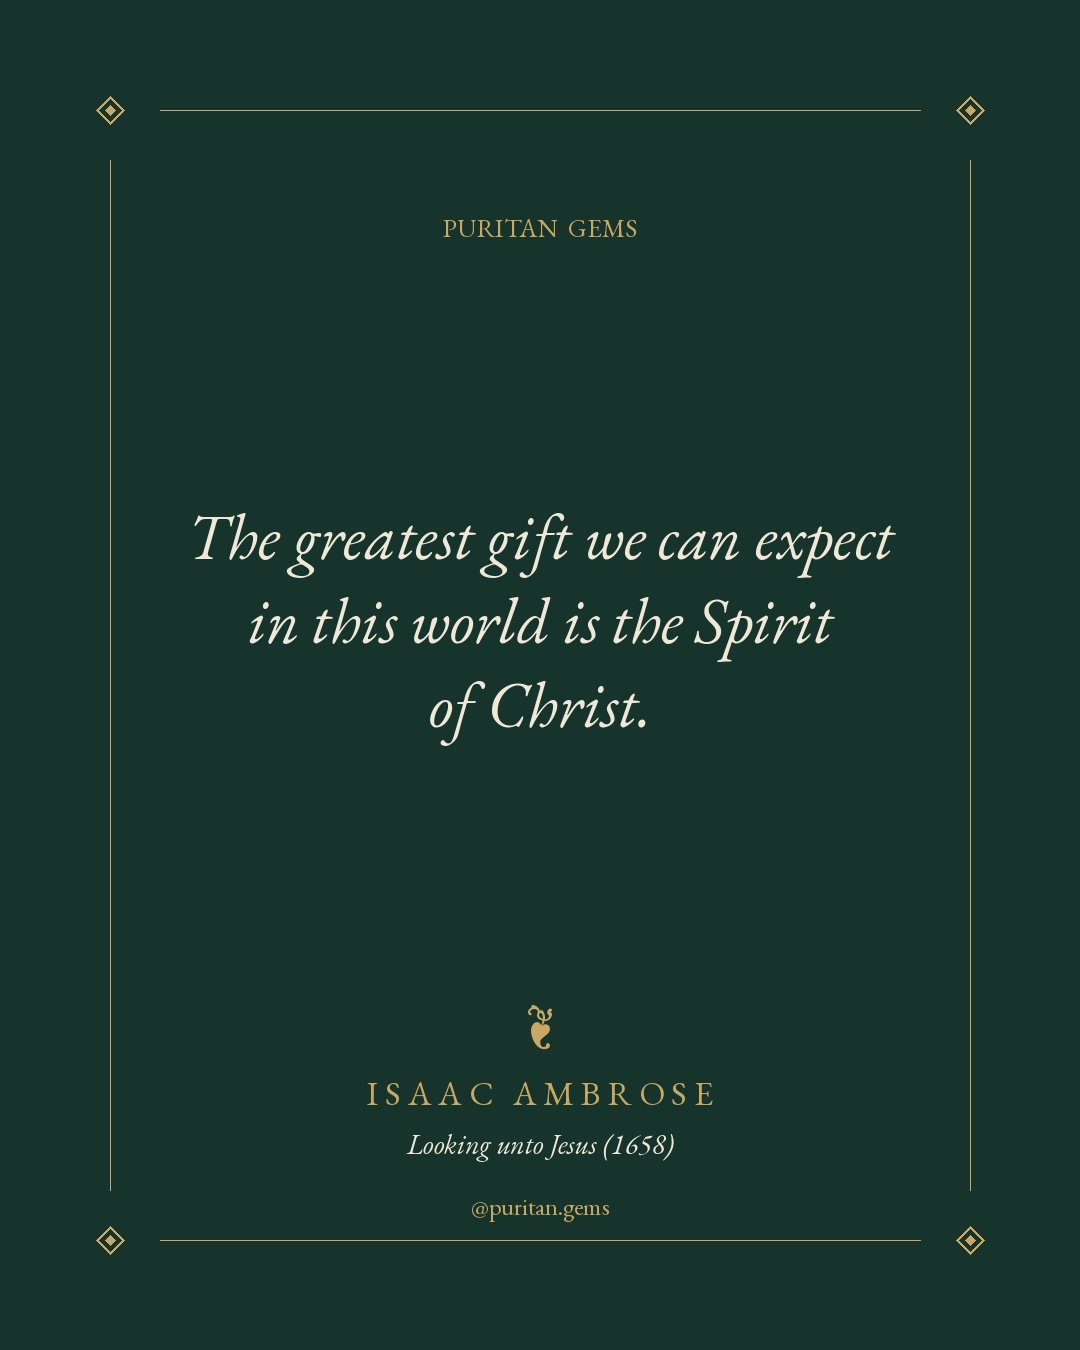 PURITAN GEMS
The greatest gift we can expect
in this world is the Spirit
of Christ.
ISAAC AMBROSE
Looking unto Jesus (1658)
@puritan.gems